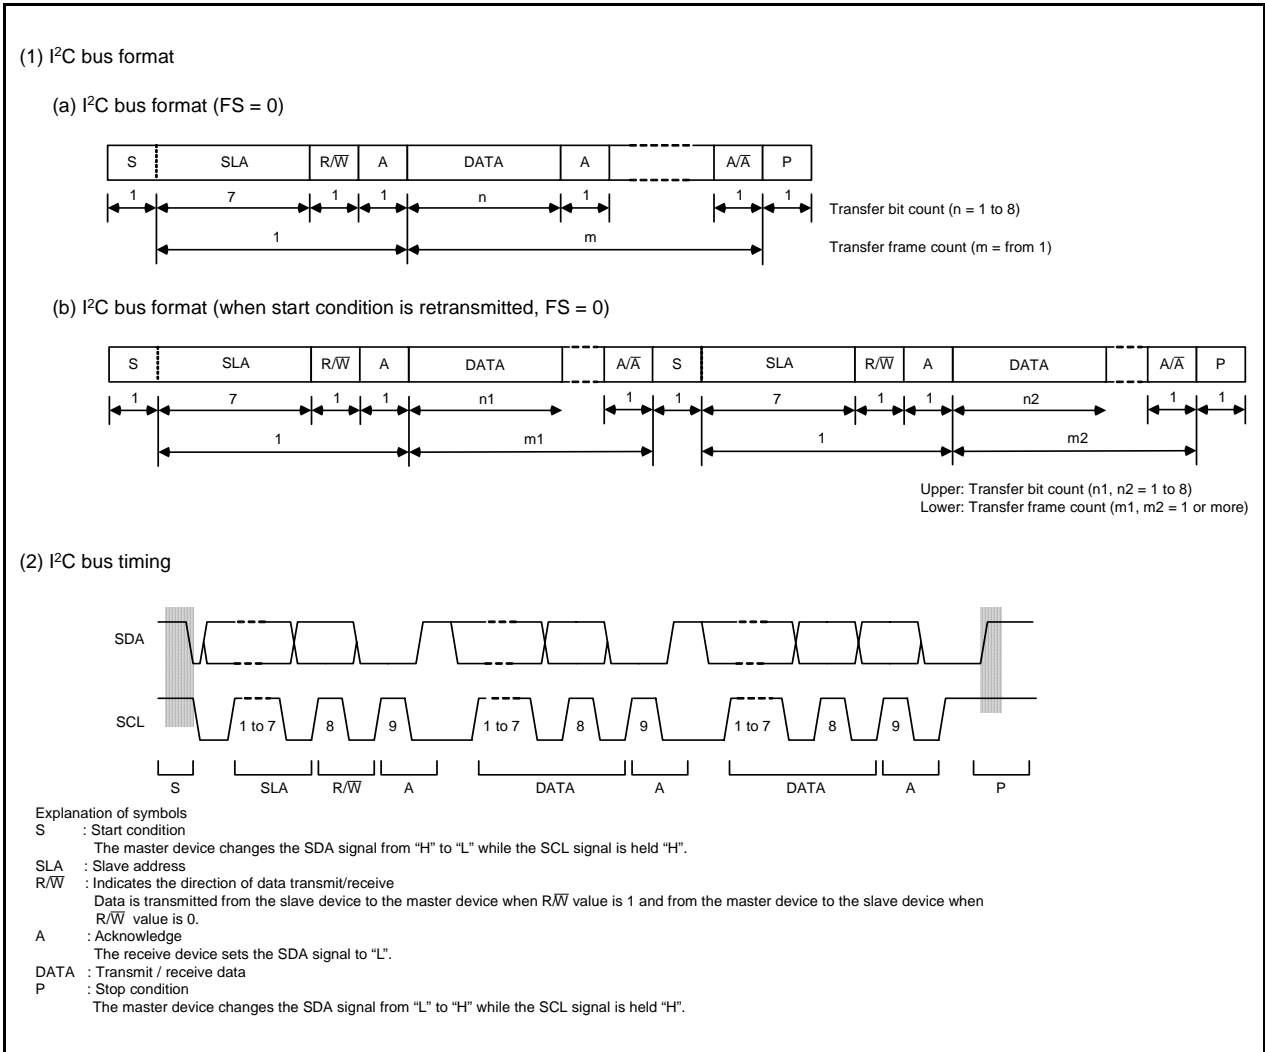 (1) I²C bus format
(a) I²C bus format (FS = 0)
S SLA R/W̅ A DATA A A/A̅ P
1 7 1 1 n 1 1 1
Transfer bit count (n = 1 to 8)
1 m
Transfer frame count (m = from 1)
(b) I²C bus format (when start condition is retransmitted, FS = 0)
S SLA R/W̅ A DATA A/A̅ S SLA R/W̅ A DATA A/A̅ P
1 7 1 1 n1 1 1 7 1 1 n2 1 1
1 m1 1 m2
Upper: Transfer bit count (n1, n2 = 1 to 8)
Lower: Transfer frame count (m1, m2 = 1 or more)
(2) I²C bus timing
SDA
SCL 1 to 7 8 9 1 to 7 8 9 1 to 7 8 9
S SLA R/W̅ A DATA A DATA A P
Explanation of symbols
S : Start condition
The master device changes the SDA signal from “H” to “L” while the SCL signal is held “H”.
SLA : Slave address
R/W̅ : Indicates the direction of data transmit/receive
Data is transmitted from the slave device to the master device when R/W̅ value is 1 and from the master device to the slave device when
R/W̅ value is 0.
A : Acknowledge
The receive device sets the SDA signal to “L”.
DATA : Transmit / receive data
P : Stop condition
The master device changes the SDA signal from “L” to “H” while the SCL signal is held “H”.